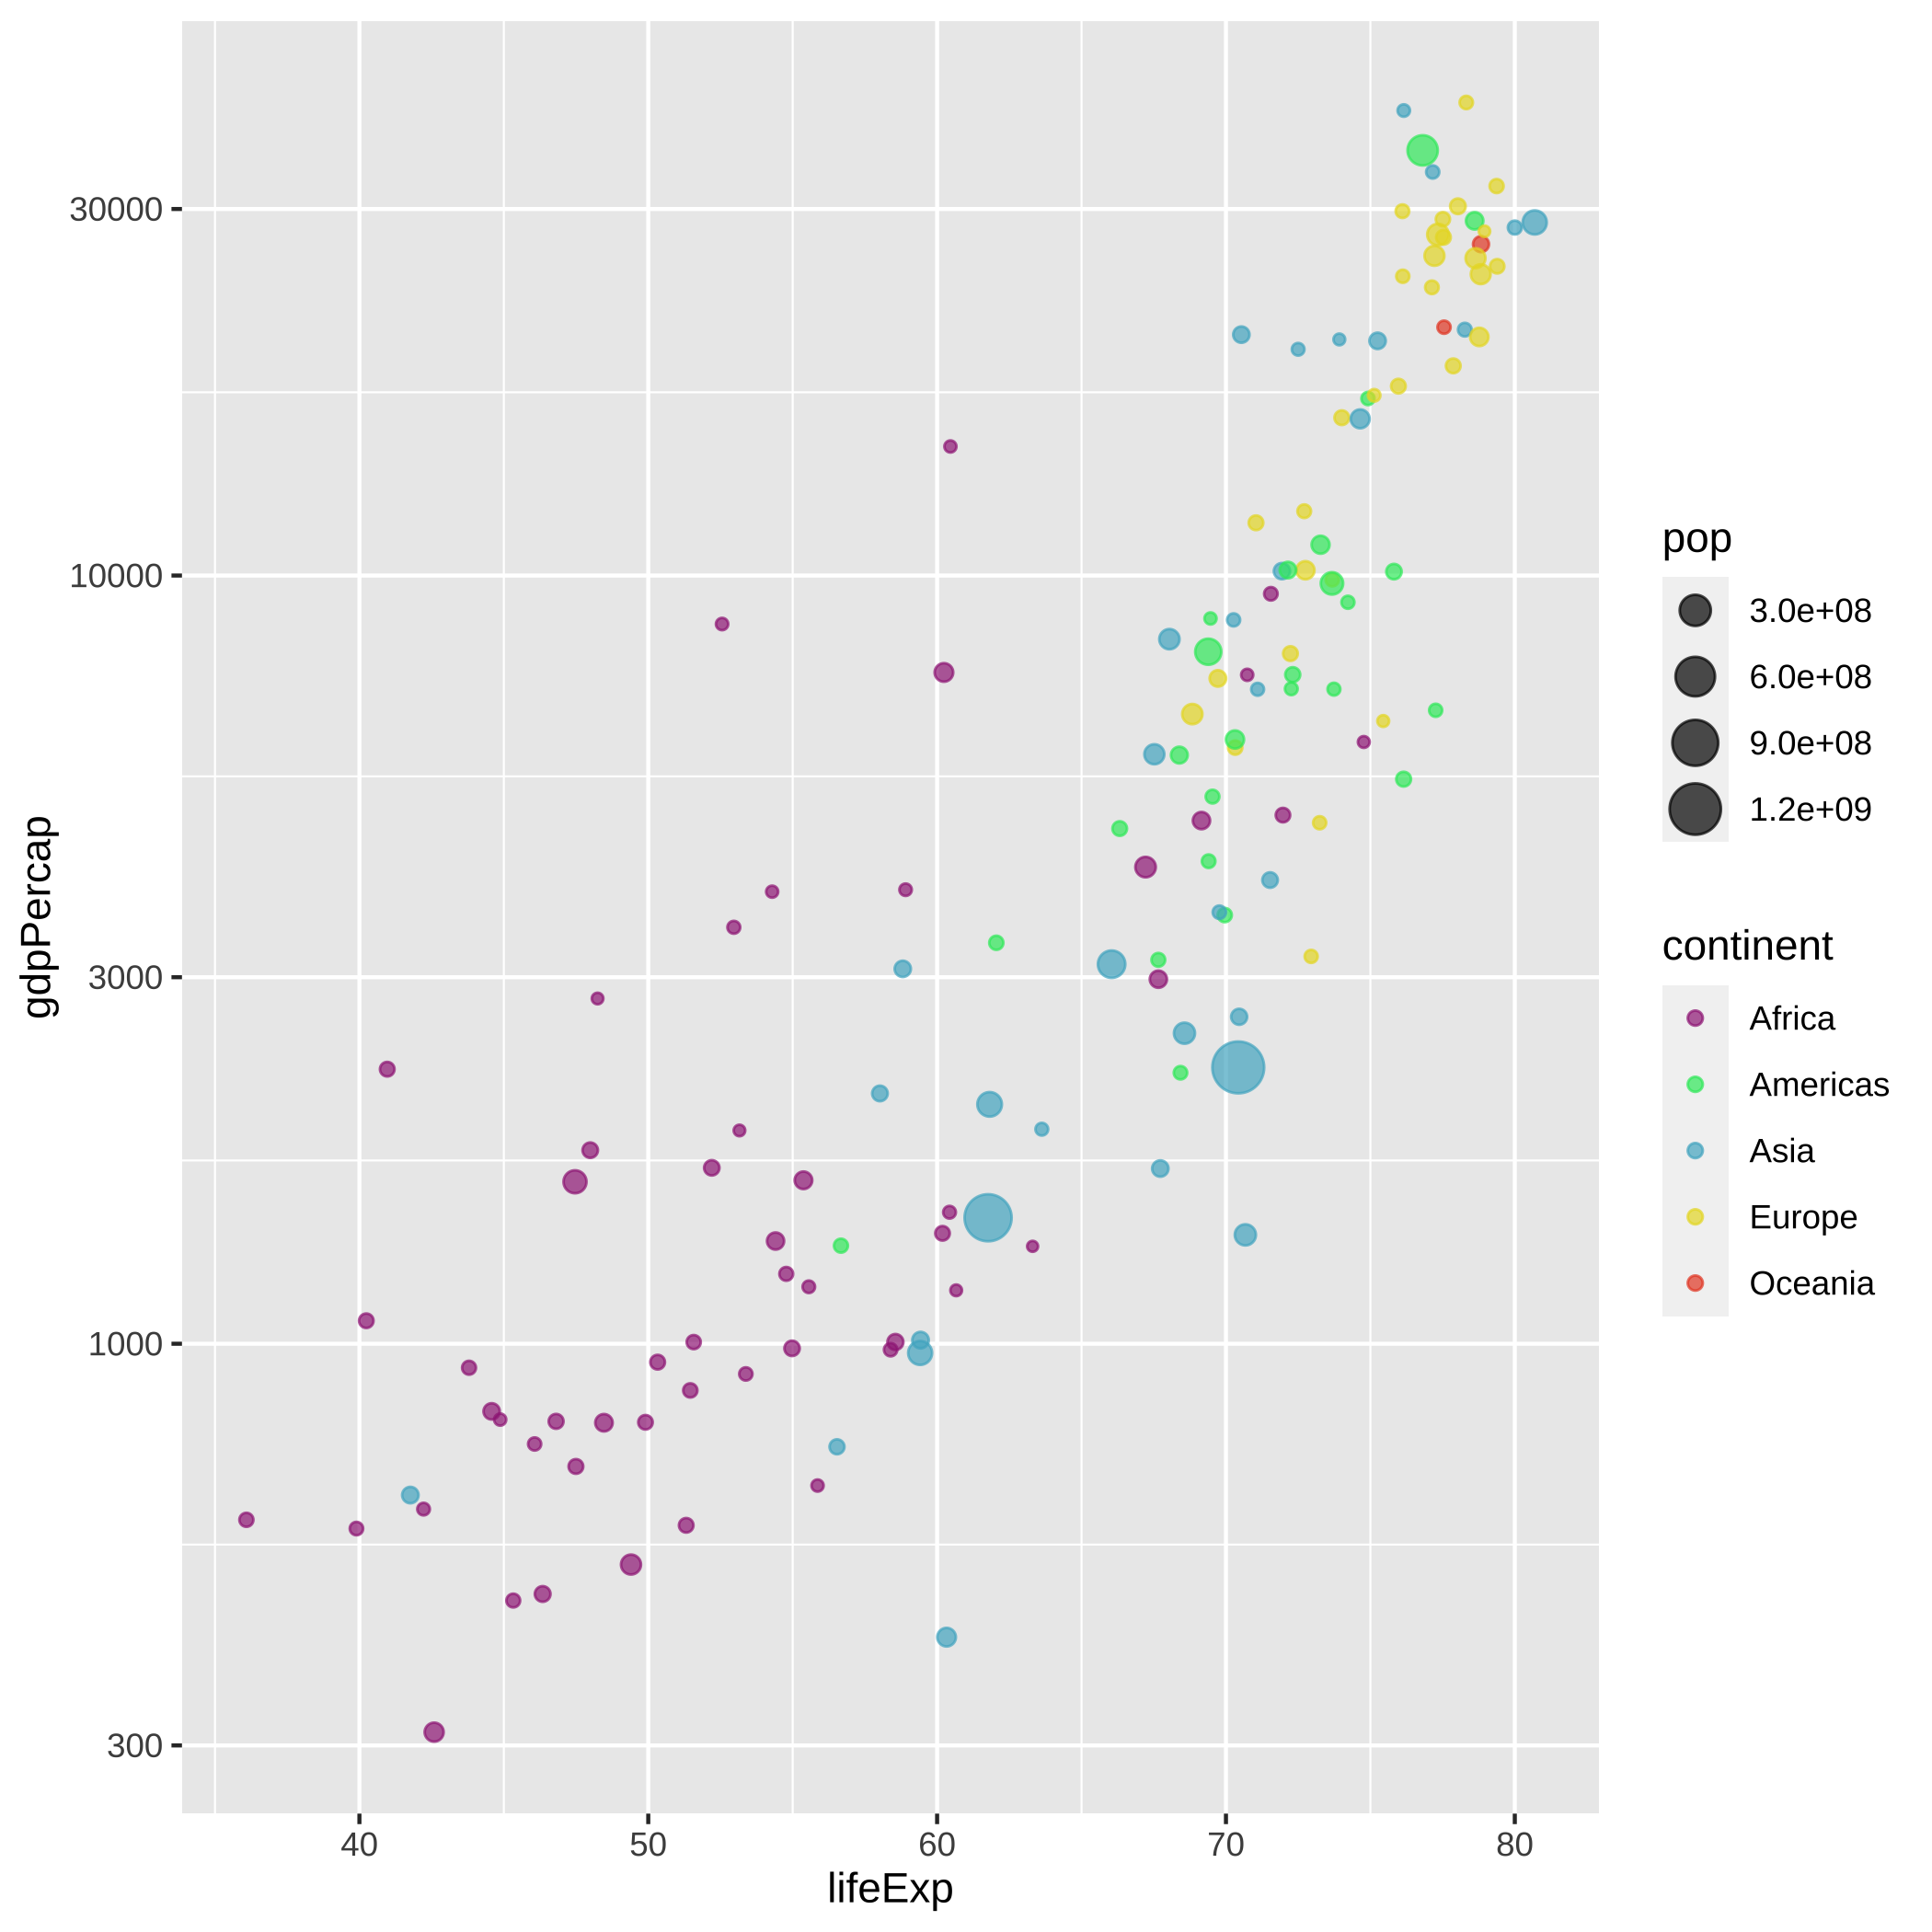 gdpPercap
30000
10000
3000
1000
300
40 50 60 70 80
lifeExp
pop
3.0e+08
6.0e+08
9.0e+08
1.2e+09
continent
Africa
Americas
Asia
Europe
Oceania